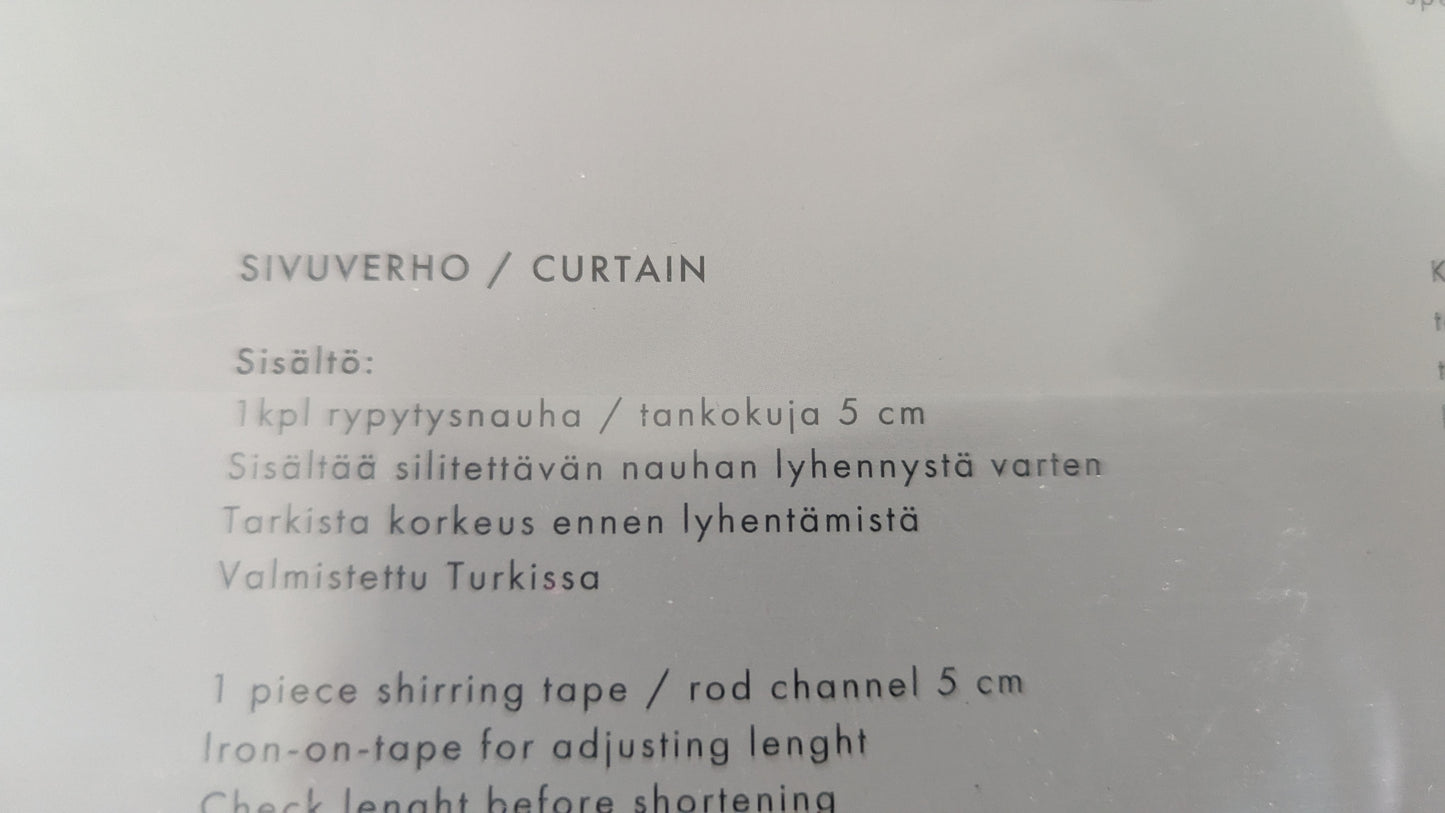 SIVUVERHO / CURTAIN
Sisältö:
1kpl rypytysnauha / tankokuja 5 cm
Sisältää silitettävän nauhan lyhennystä varten
Tarkista korkeus ennen lyhentämistä
Valmistettu Turkissa
1 piece shirring tape / rod channel 5 cm
Iron-on-tape for adjusting lenght
Check lenght before shortening